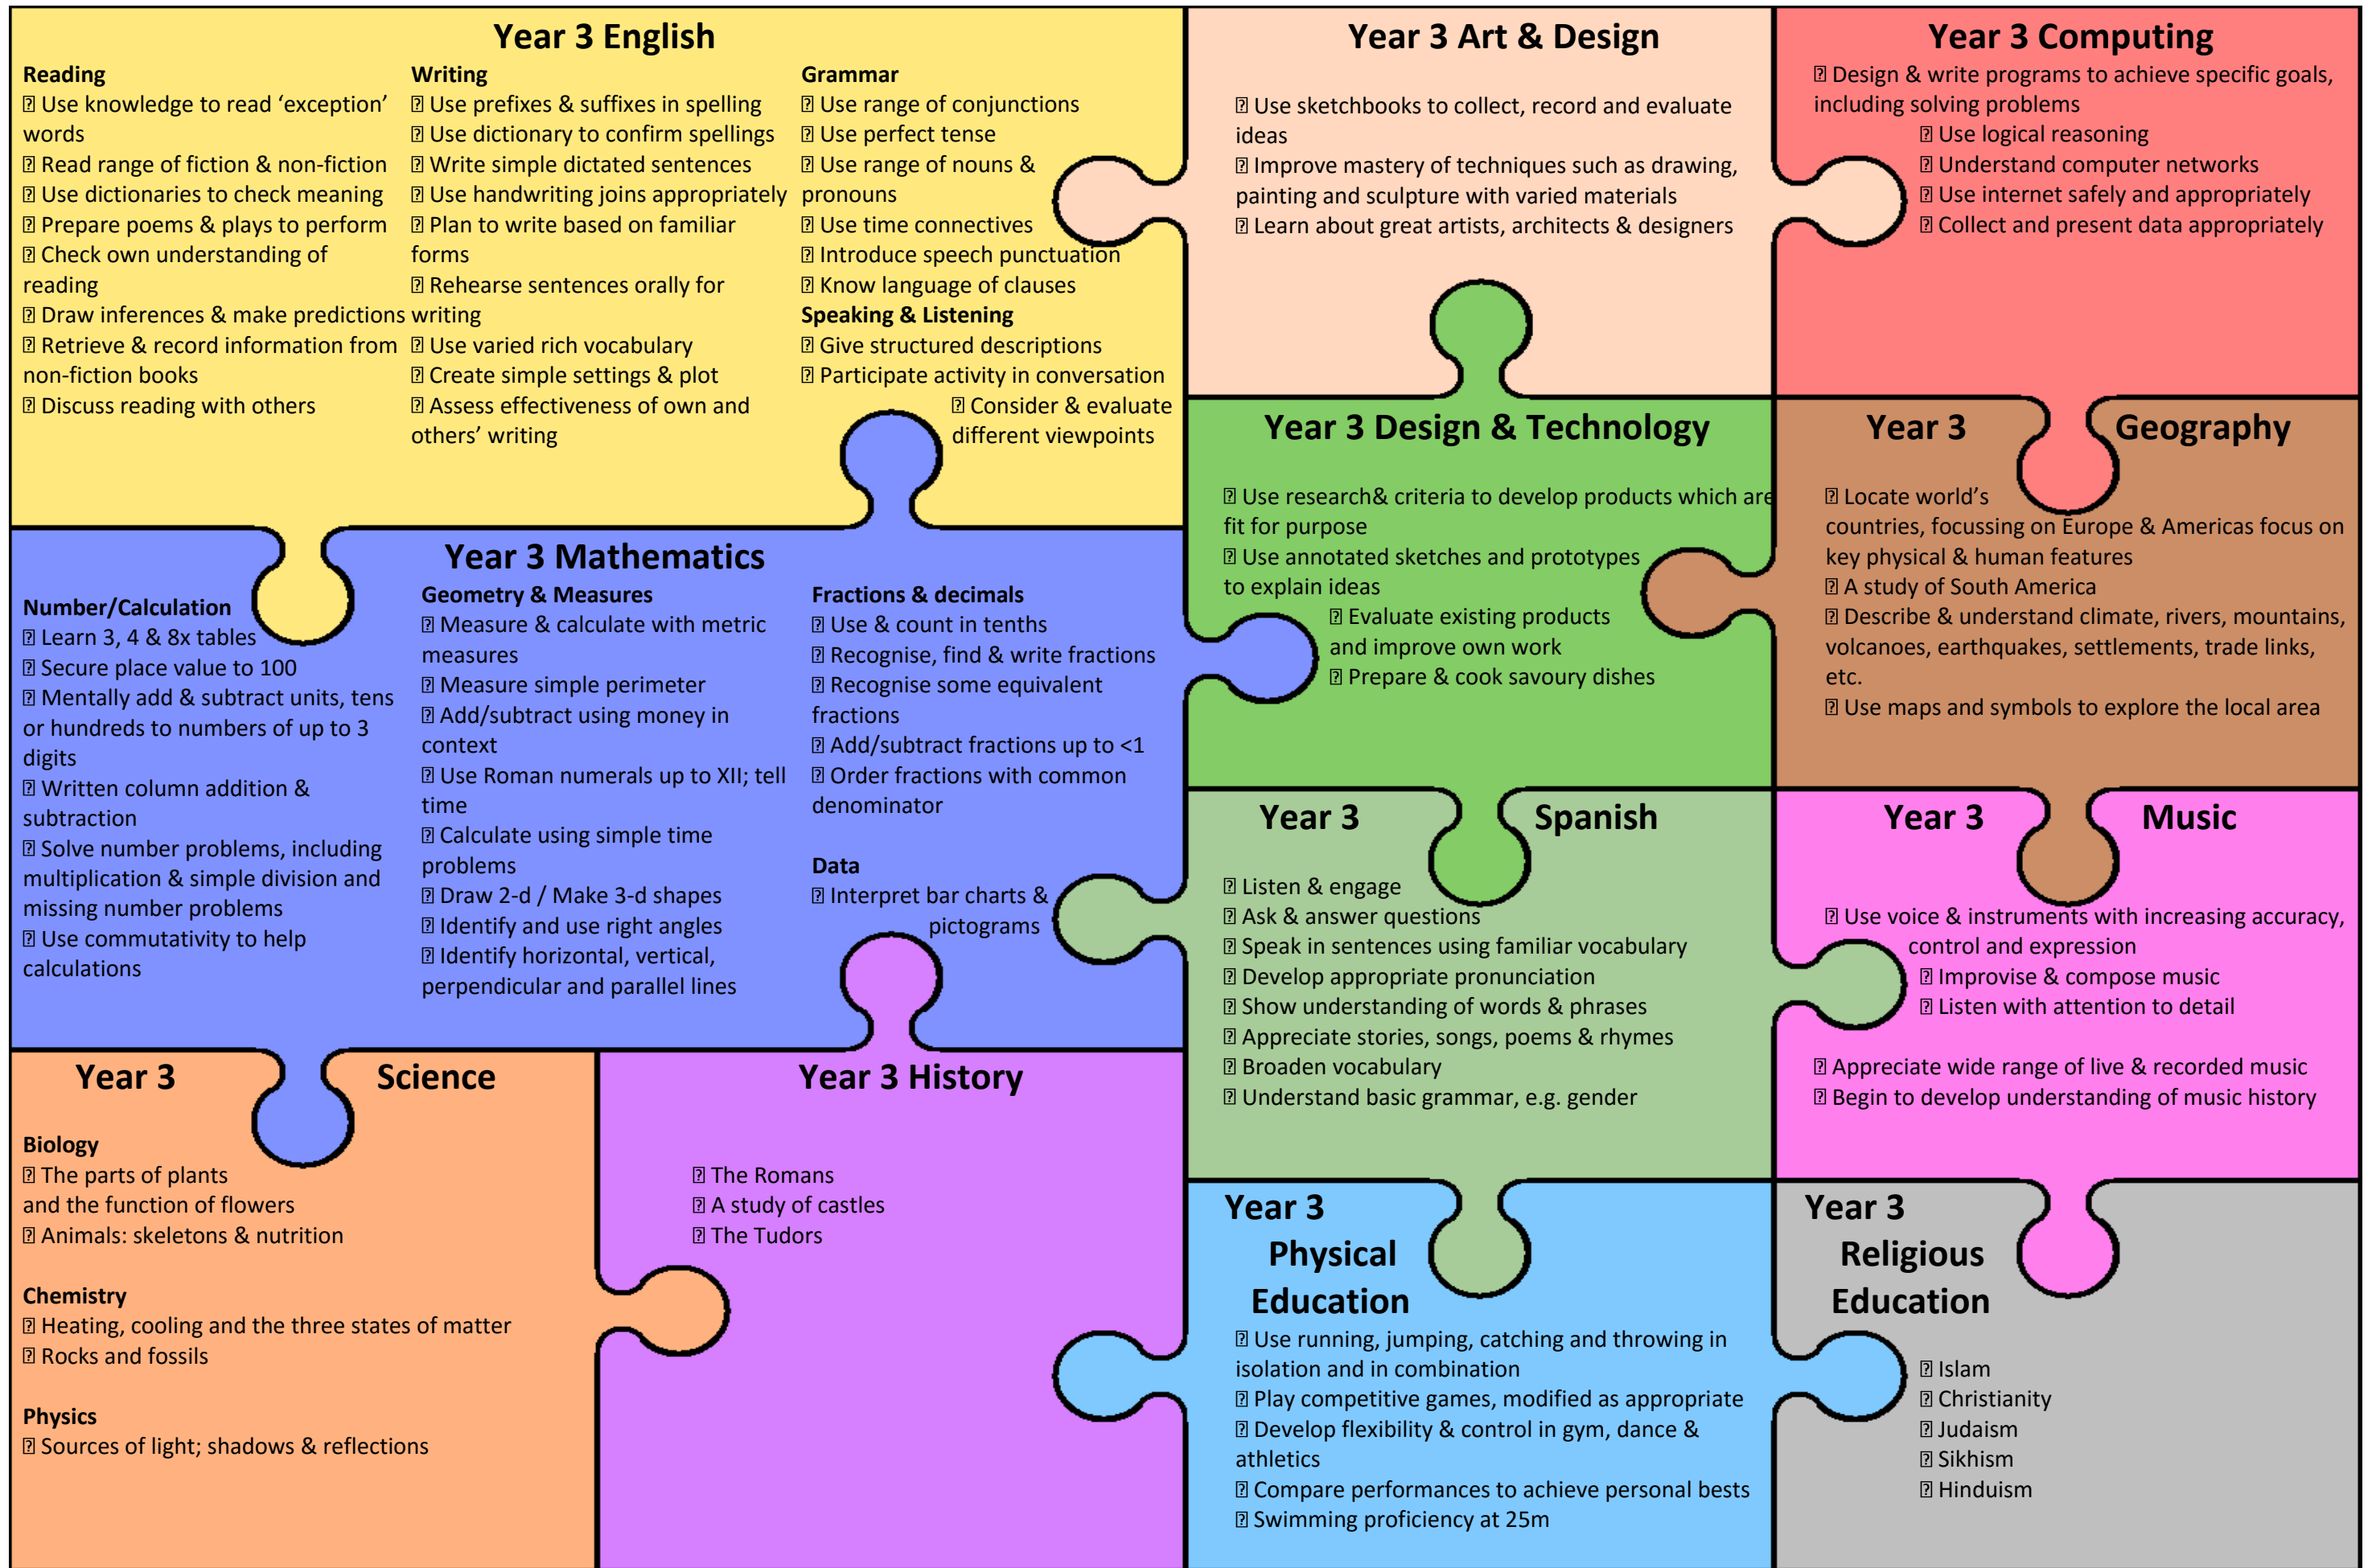 Year 3 English
Reading
⍰ Use knowledge to read ‘exception’
words
⍰ Read range of fiction & non-fiction
⍰ Use dictionaries to check meaning
⍰ Prepare poems & plays to perform
⍰ Check own understanding of
reading
⍰ Draw inferences & make predictions
⍰ Retrieve & record information from
non-fiction books
⍰ Discuss reading with others
Writing
⍰ Use prefixes & suffixes in spelling
⍰ Use dictionary to confirm spellings
⍰ Write simple dictated sentences
⍰ Use handwriting joins appropriately
⍰ Plan to write based on familiar
forms
⍰ Rehearse sentences orally for
writing
⍰ Use varied rich vocabulary
⍰ Create simple settings & plot
⍰ Assess effectiveness of own and
others’ writing
Grammar
⍰ Use range of conjunctions
⍰ Use perfect tense
⍰ Use range of nouns &
pronouns
⍰ Use time connectives
⍰ Introduce speech punctuation
⍰ Know language of clauses
Speaking & Listening
⍰ Give structured descriptions
⍰ Participate activity in conversation
⍰ Consider & evaluate
different viewpoints
Year 3 Art & Design
⍰ Use sketchbooks to collect, record and evaluate
ideas
⍰ Improve mastery of techniques such as drawing,
painting and sculpture with varied materials
⍰ Learn about great artists, architects & designers
Year 3 Computing
⍰ Design & write programs to achieve specific goals,
including solving problems
⍰ Use logical reasoning
⍰ Understand computer networks
⍰ Use internet safely and appropriately
⍰ Collect and present data appropriately
Year 3 Mathematics
Number/Calculation
⍰ Learn 3, 4 & 8x tables
⍰ Secure place value to 100
⍰ Mentally add & subtract units, tens
or hundreds to numbers of up to 3
digits
⍰ Written column addition &
subtraction
⍰ Solve number problems, including
multiplication & simple division and
missing number problems
⍰ Use commutativity to help
calculations
Geometry & Measures
⍰ Measure & calculate with metric
measures
⍰ Measure simple perimeter
⍰ Add/subtract using money in
context
⍰ Use Roman numerals up to XII; tell
time
⍰ Calculate using simple time
problems
⍰ Draw 2-d / Make 3-d shapes
⍰ Identify and use right angles
⍰ Identify horizontal, vertical,
perpendicular and parallel lines
Fractions & decimals
⍰ Use & count in tenths
⍰ Recognise, find & write fractions
⍰ Recognise some equivalent
fractions
⍰ Add/subtract fractions up to <1
⍰ Order fractions with common
denominator
Data
⍰ Interpret bar charts &
pictograms
Year 3 Design & Technology
⍰ Use research& criteria to develop products which are
fit for purpose
⍰ Use annotated sketches and prototypes
to explain ideas
⍰ Evaluate existing products
and improve own work
⍰ Prepare & cook savoury dishes
Year 3 Geography
⍰ Locate world’s
countries, focussing on Europe & Americas focus on
key physical & human features
⍰ A study of South America
⍰ Describe & understand climate, rivers, mountains,
volcanoes, earthquakes, settlements, trade links,
etc.
⍰ Use maps and symbols to explore the local area
Year 3 Spanish
⍰ Listen & engage
⍰ Ask & answer questions
⍰ Speak in sentences using familiar vocabulary
⍰ Develop appropriate pronunciation
⍰ Show understanding of words & phrases
⍰ Appreciate stories, songs, poems & rhymes
⍰ Broaden vocabulary
⍰ Understand basic grammar, e.g. gender
Year 3 Music
⍰ Use voice & instruments with increasing accuracy,
control and expression
⍰ Improvise & compose music
⍰ Listen with attention to detail
⍰ Appreciate wide range of live & recorded music
⍰ Begin to develop understanding of music history
Year 3 Science
Biology
⍰ The parts of plants
and the function of flowers
⍰ Animals: skeletons & nutrition
Chemistry
⍰ Heating, cooling and the three states of matter
⍰ Rocks and fossils
Physics
⍰ Sources of light; shadows & reflections
Year 3 History
⍰ The Romans
⍰ A study of castles
⍰ The Tudors
Year 3
Physical
Education
⍰ Use running, jumping, catching and throwing in
isolation and in combination
⍰ Play competitive games, modified as appropriate
⍰ Develop flexibility & control in gym, dance &
athletics
⍰ Compare performances to achieve personal bests
⍰ Swimming proficiency at 25m
Year 3
Religious
Education
⍰ Islam
⍰ Christianity
⍰ Judaism
⍰ Sikhism
⍰ Hinduism